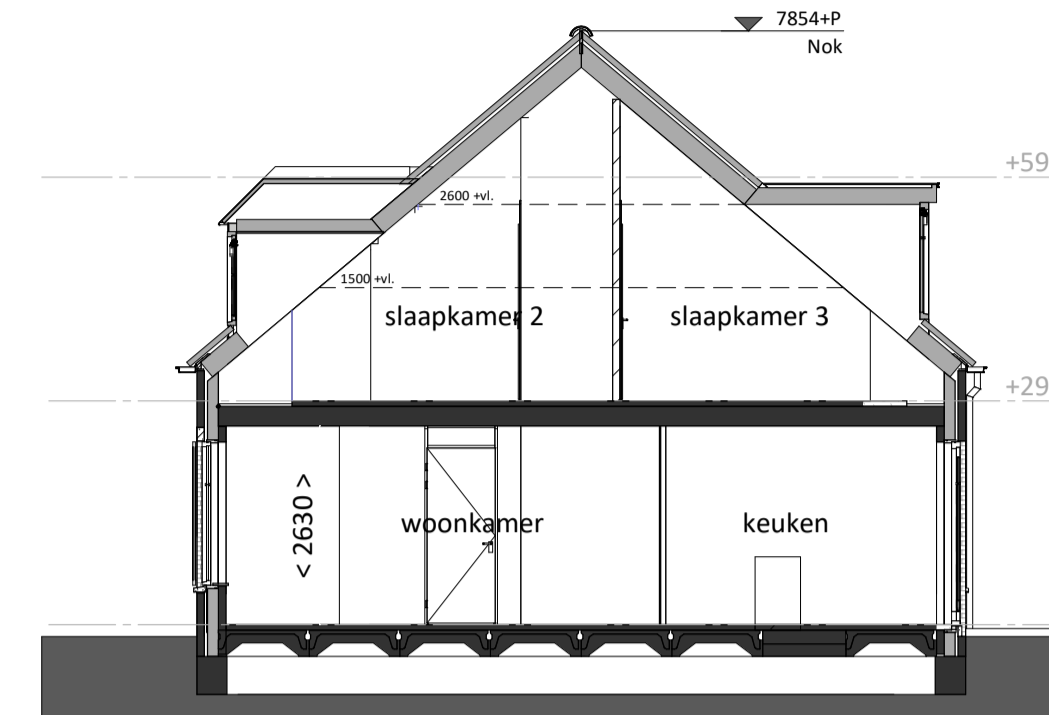 7854+P
Nok
+59
2600 +vl.
1500 +vl.
slaapkamer 2
slaapkamer 3
+29
< 2630 >
woonkamer
keuken